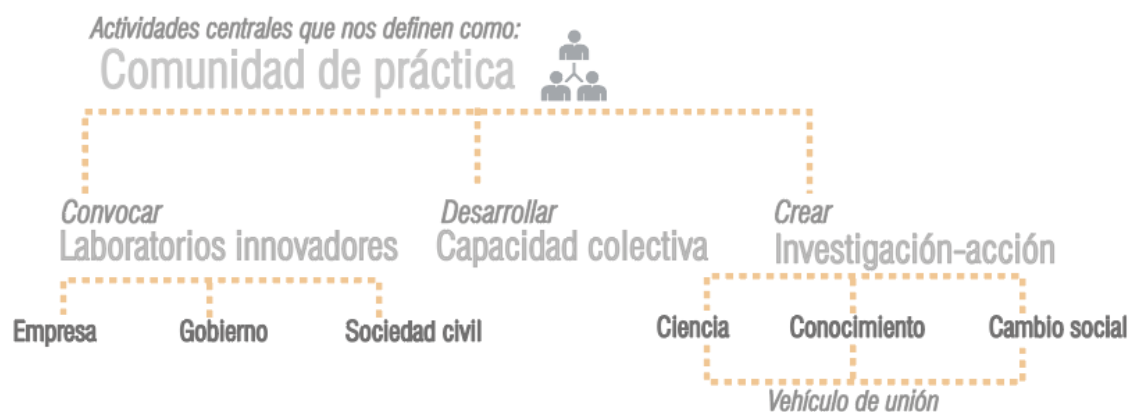 Actividades centrales que nos definen como:
Comunidad de práctica
Convocar
Laboratorios innovadores
Desarrollar
Capacidad colectiva
Crear
Investigación-acción
Empresa
Gobierno
Sociedad civil
Ciencia
Conocimiento
Cambio social
Vehículo de unión